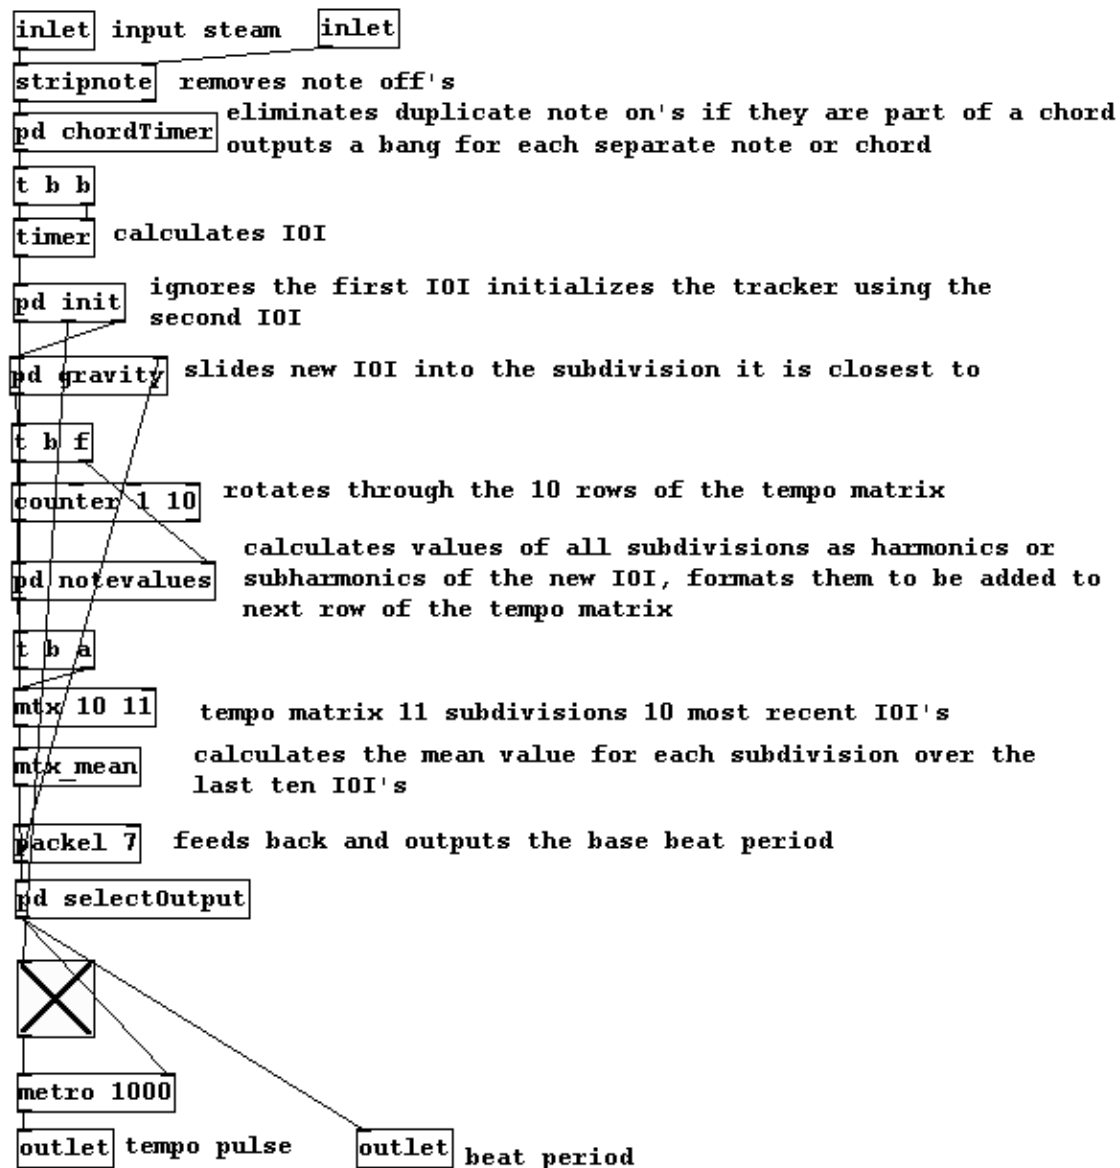 inlet input steam inlet
stripnote removes note off's
pd chordTimer eliminates duplicate note on's if they are part of a chord
outputs a bang for each separate note or chord
t b b
timer calculates IOI
pd init ignores the first IOI initializes the tracker using the
second IOI
pd gravity slides new IOI into the subdivision it is closest to
t b f
counter 1 10 rotates through the 10 rows of the tempo matrix
pd notevalues calculates values of all subdivisions as harmonics or
subharmonics of the new IOI, formats them to be added to
next row of the tempo matrix
t b a
mtx 10 11 tempo matrix 11 subdivisions 10 most recent IOI's
mtx_mean calculates the mean value for each subdivision over the
last ten IOI's
packel 7 feeds back and outputs the base beat period
pd selectOutput
metro 1000
outlet tempo pulse outlet beat period